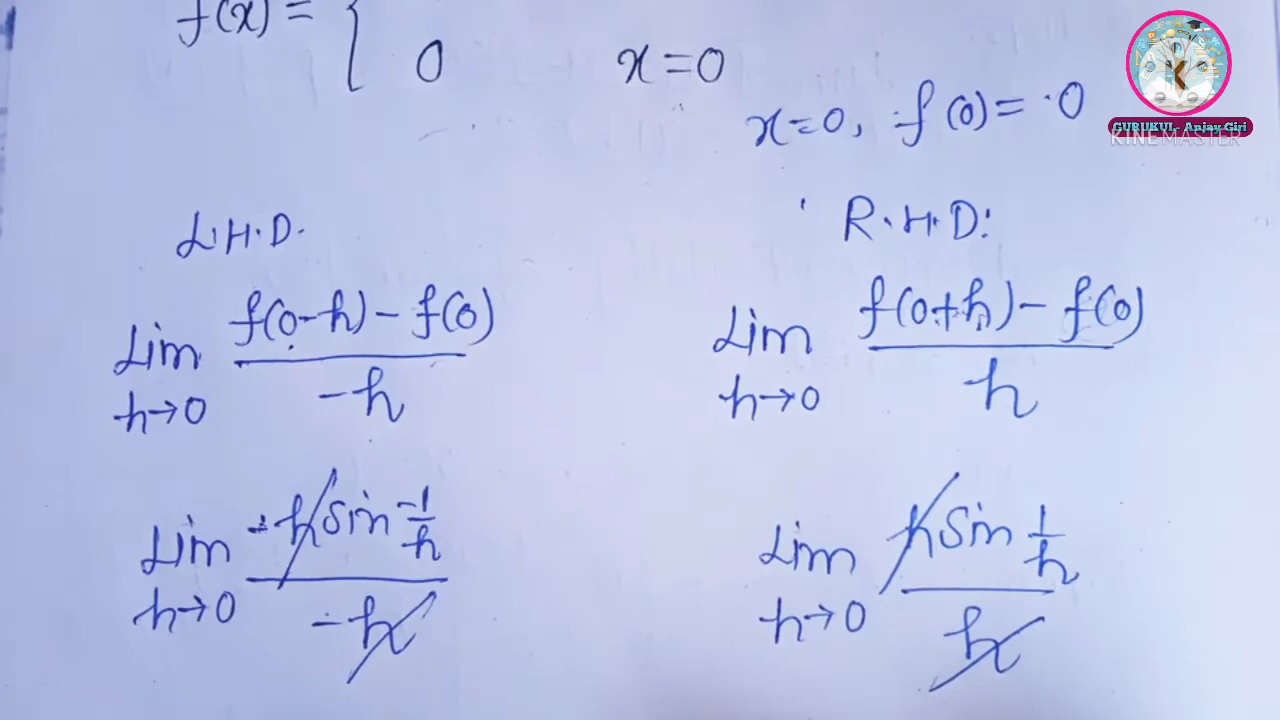 f(x) = {
0 x=0
x=0, f(0)= 0
GURUKUL- Anjay Giri
KINEMASTER
L.H.D.
Lim h→0 f(0-h) - f(0) / -h
Lim h→0 -h Sin -1/h / -h
R.H.D:
Lim h→0 f(0+h) - f(0) / h
Lim h→0 h Sin 1/h / h